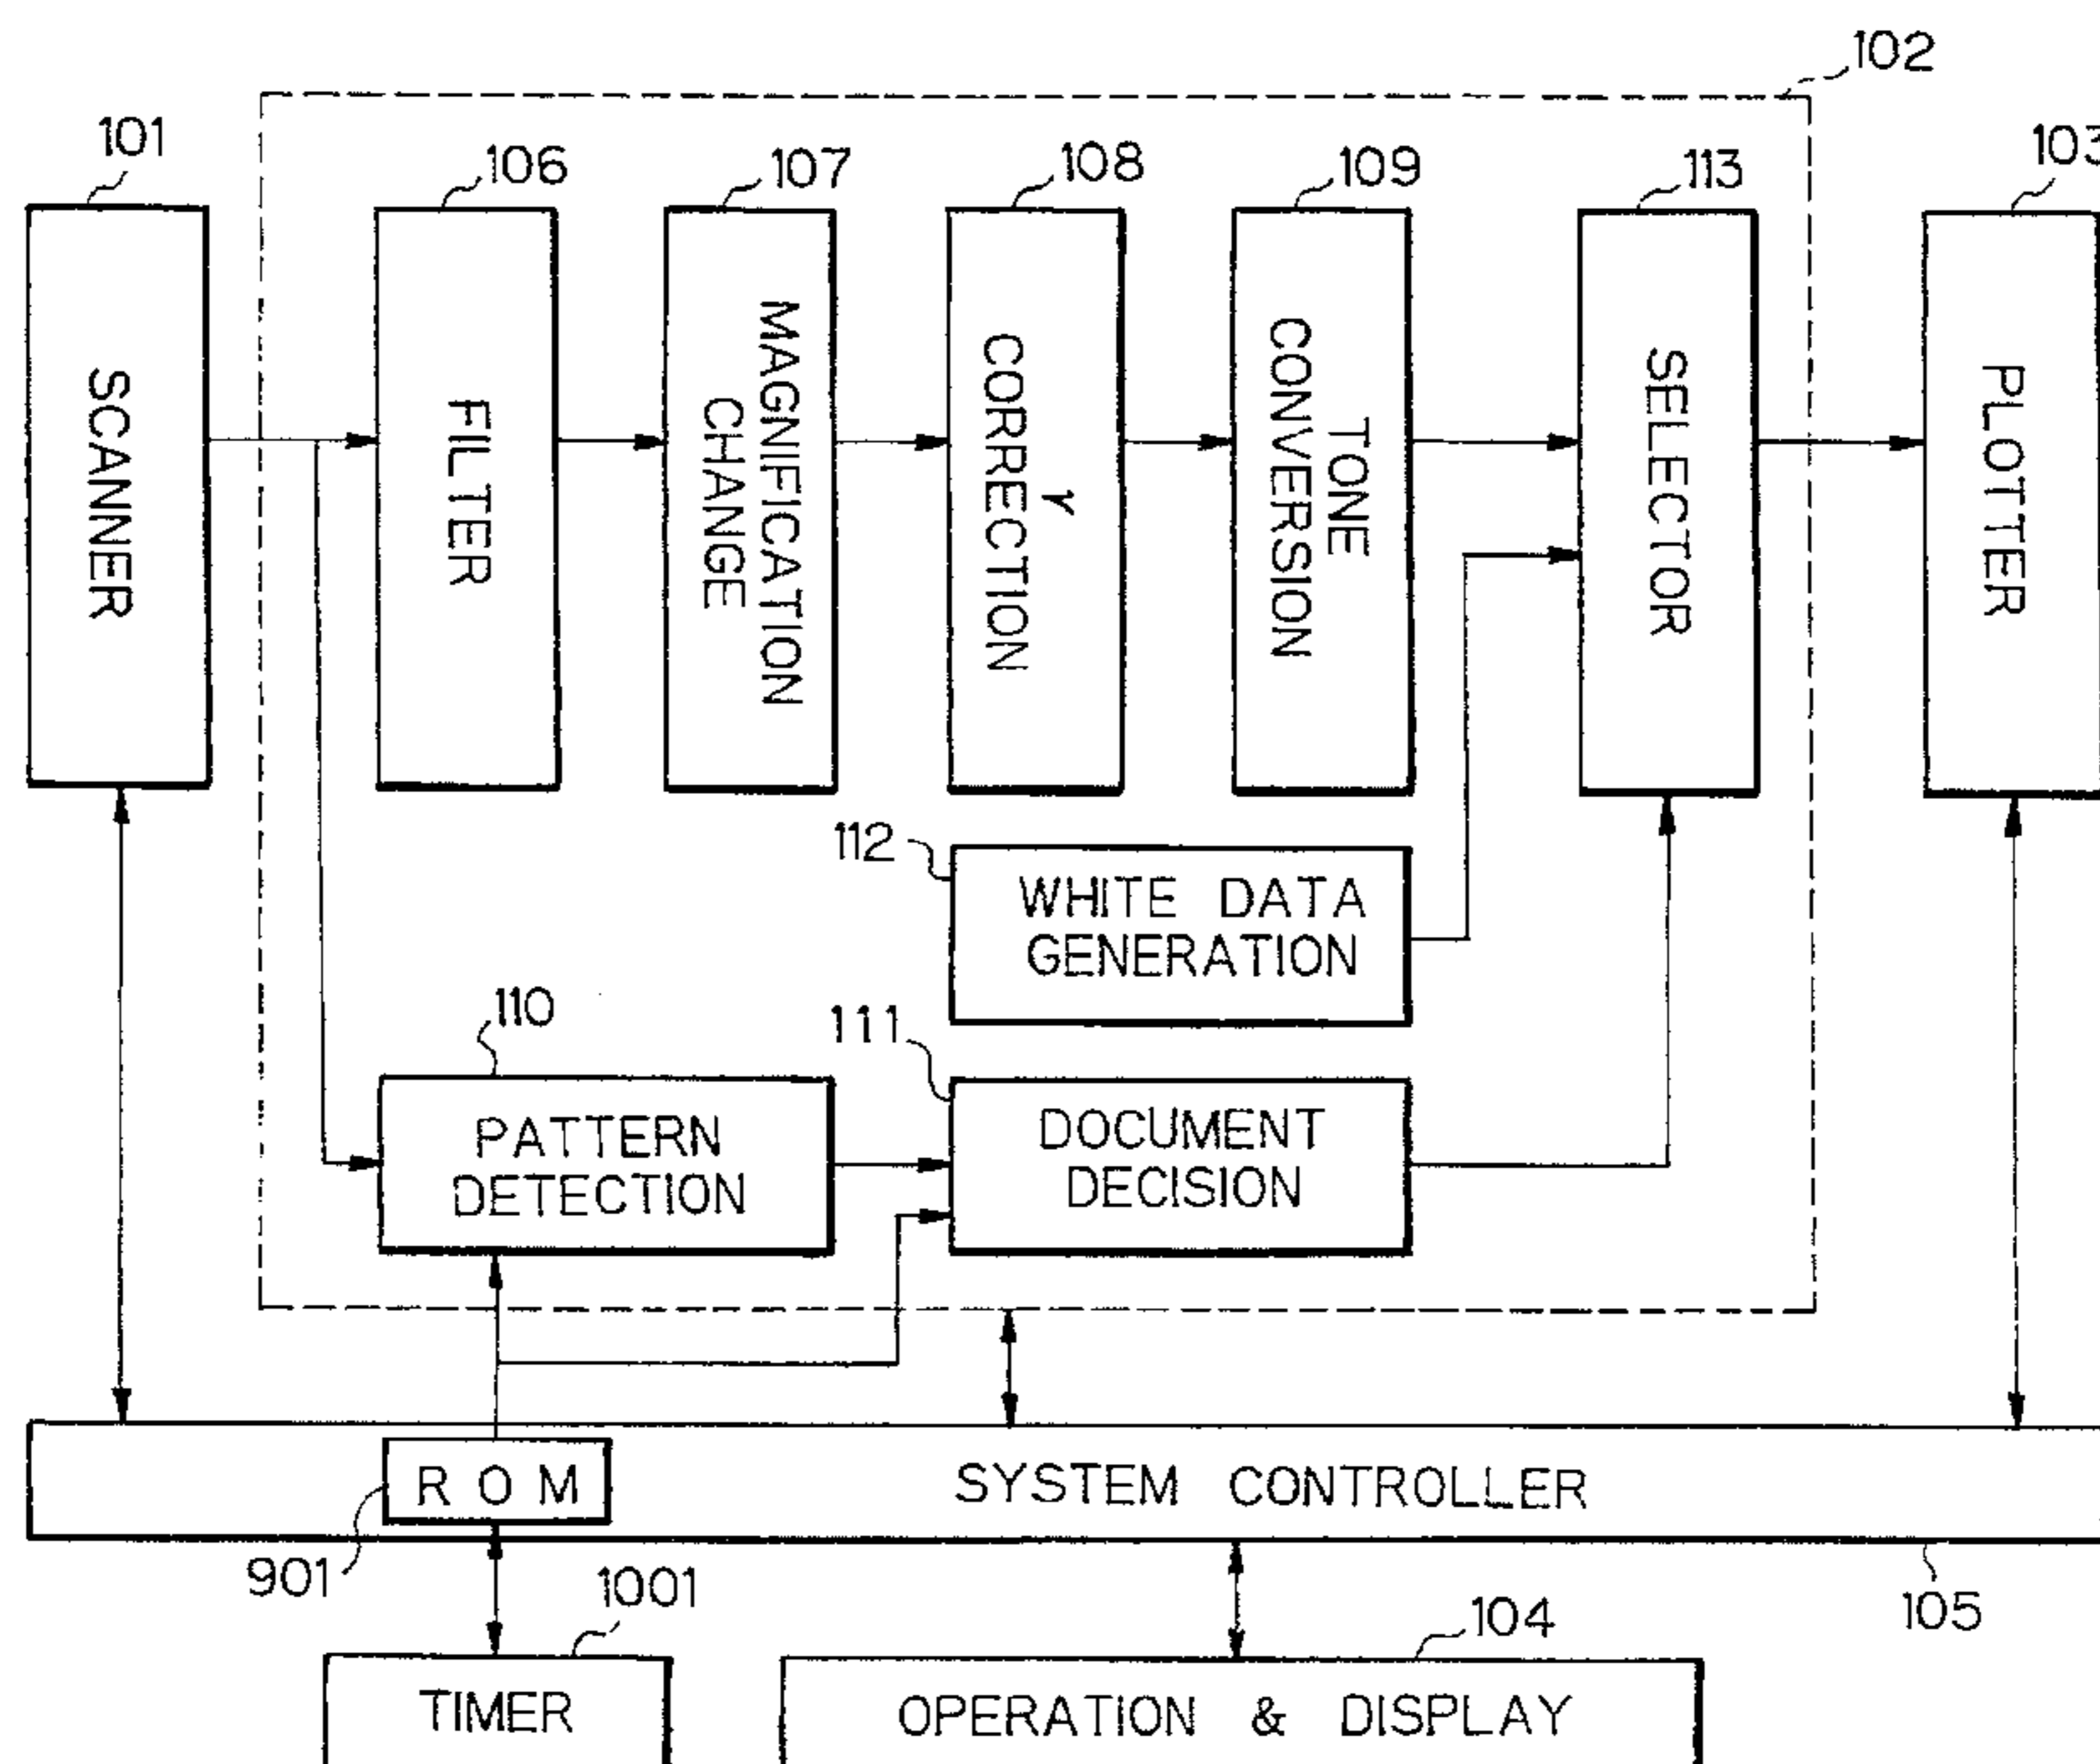 102
101
106
107
108
109
113
103
SCANNER
FILTER
MAGNIFICATION
CHANGE
γ
CORRECTION
TONE
CONVERSION
SELECTOR
PLOTTER
112
WHITE DATA
GENERATION
110
111
PATTERN
DETECTION
DOCUMENT
DECISION
ROM
SYSTEM CONTROLLER
901
1001
104
105
TIMER
OPERATION & DISPLAY